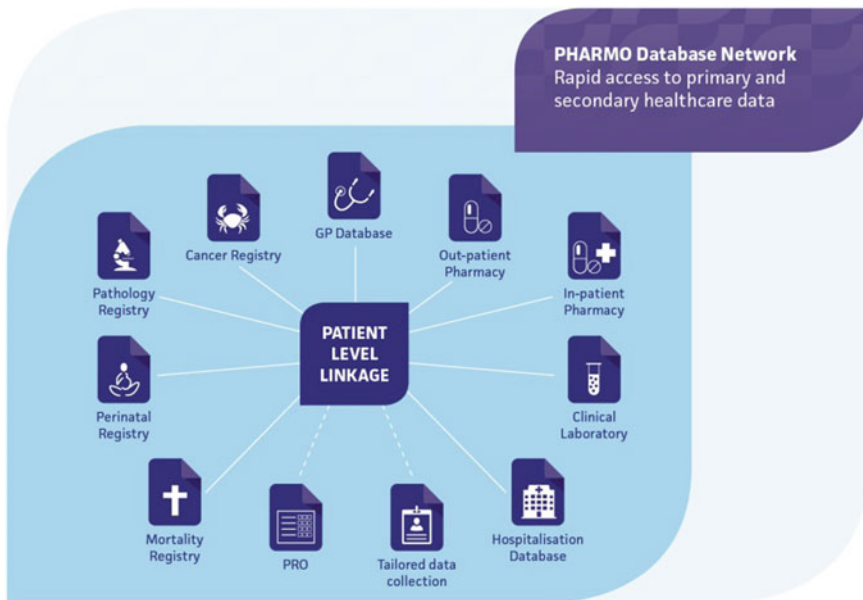 PHARMO Database Network
Rapid access to primary and
secondary healthcare data
GP Database
Cancer Registry
Out-patient
Pharmacy
Pathology
Registry
In-patient
Pharmacy
PATIENT
LEVEL
LINKAGE
Perinatal
Registry
Clinical
Laboratory
Mortality
Registry
PRO
Tailored data
collection
Hospitalisation
Database